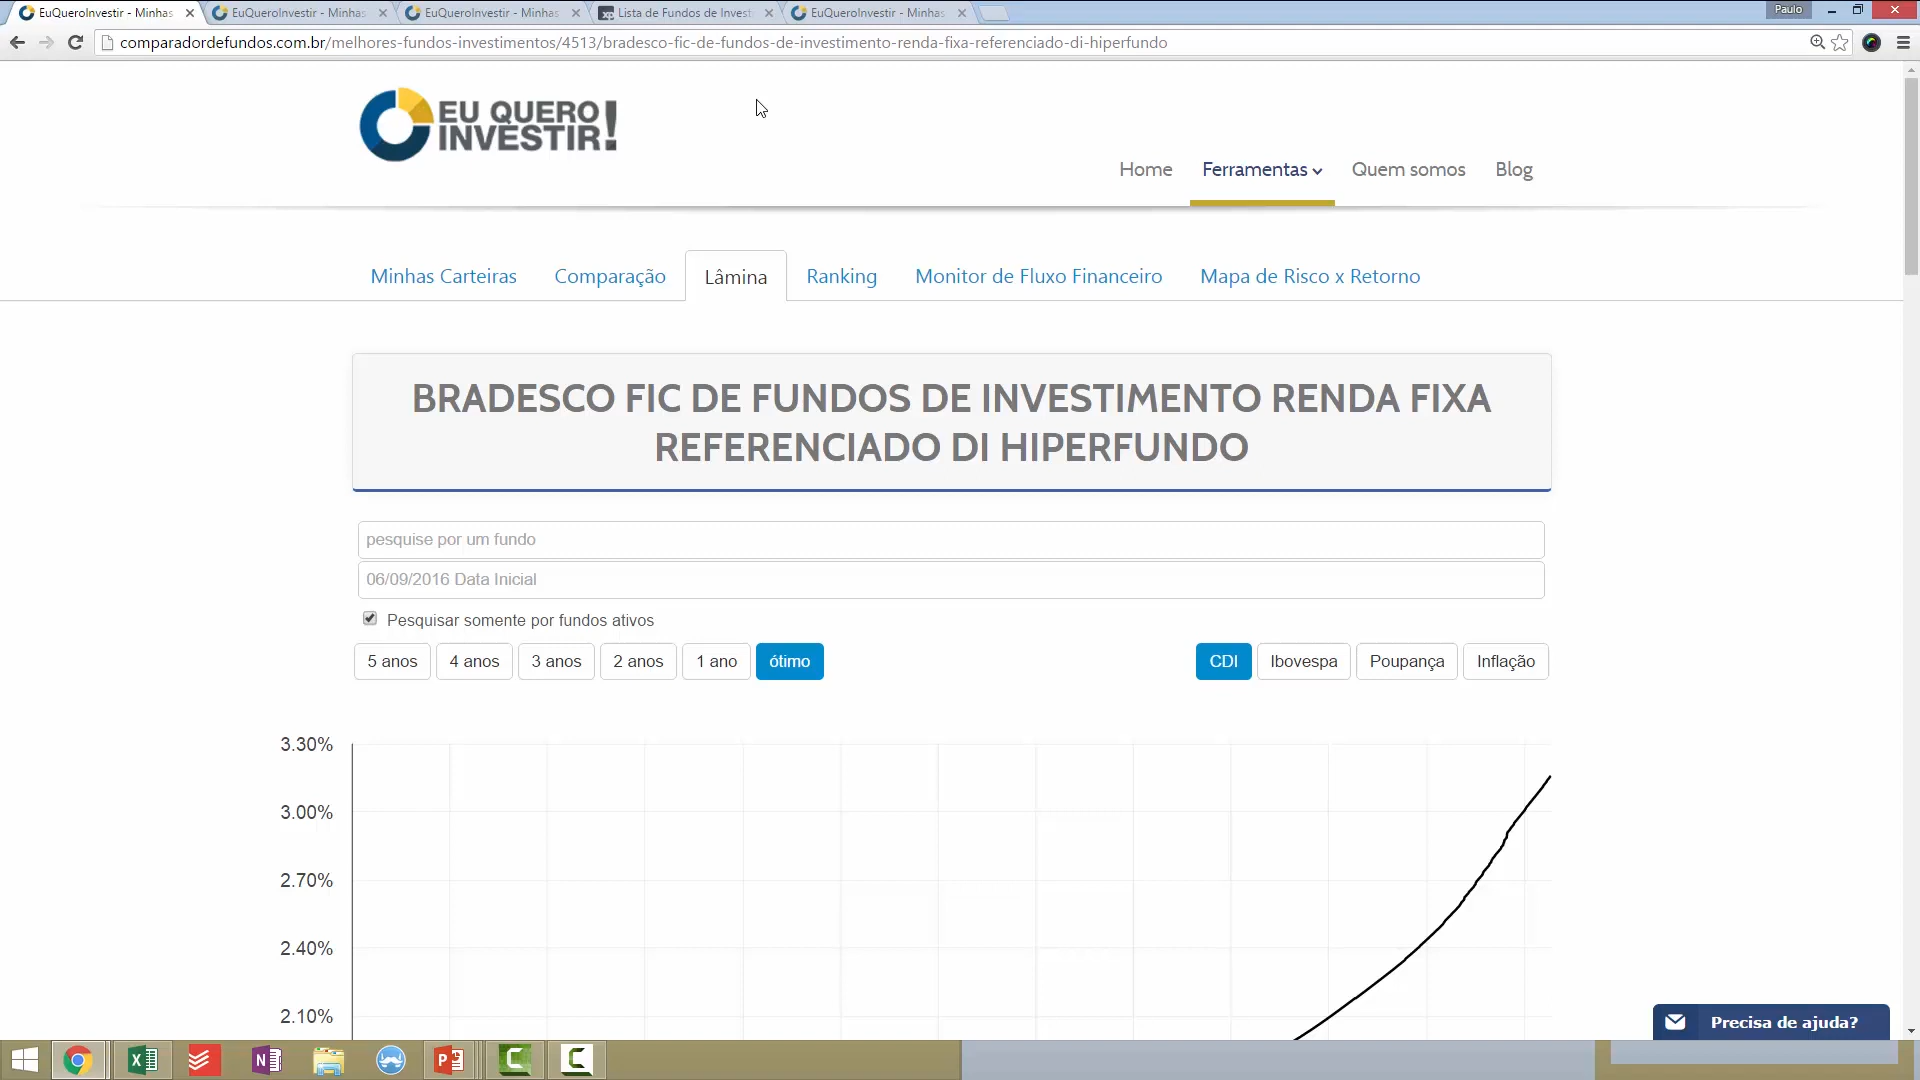 EuQueroInvestir - Minhas
EuQueroInvestir - Minhas
EuQueroInvestir - Minhas
Lista de Fundos de Invest
EuQueroInvestir - Minhas
Paulo
comparadordefundos.com.br/melhores-fundos-investimentos/4513/bradesco-fic-de-fundos-de-investimento-renda-fixa-referenciado-di-hiperfundo
EU QUERO
INVESTIR!
Home Ferramentas Quem somos Blog
Minhas Carteiras Comparação Lâmina Ranking Monitor de Fluxo Financeiro Mapa de Risco x Retorno
BRADESCO FIC DE FUNDOS DE INVESTIMENTO RENDA FIXA
REFERENCIADO DI HIPERFUNDO
pesquise por um fundo
06/09/2016 Data Inicial
Pesquisar somente por fundos ativos
5 anos 4 anos 3 anos 2 anos 1 ano ótimo CDI Ibovespa Poupança Inflação
3.30%
3.00%
2.70%
2.40%
2.10%
Precisa de ajuda?